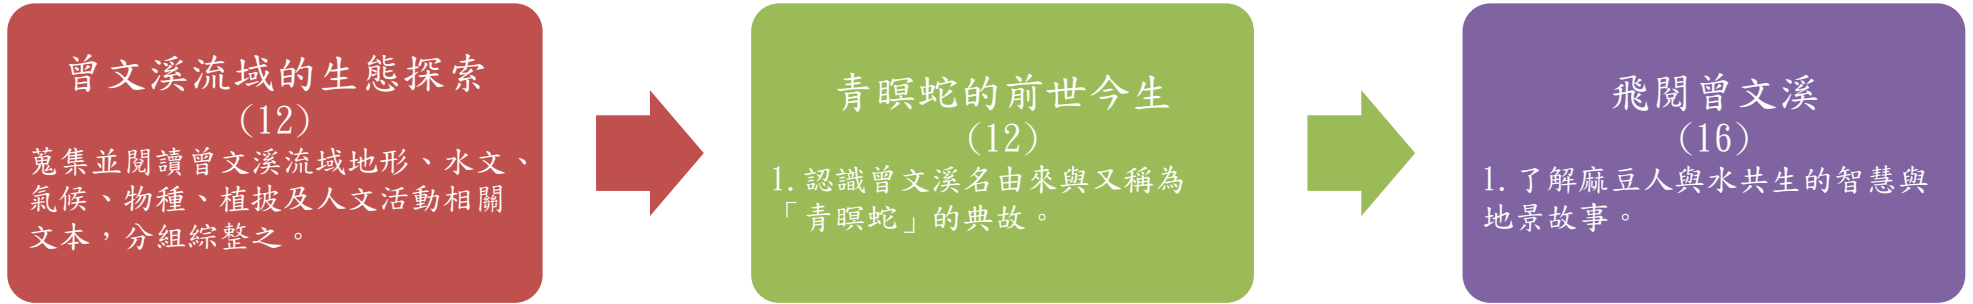 曾文溪流域的生態探索
(12)
蒐集並閱讀曾文溪流域地形、水文、
氣候、物種、植披及人文活動相關
文本，分組綜整之。
青暝蛇的前世今生
(12)
1.認識曾文溪名由來與又稱為
「青暝蛇」的典故。
飛閱曾文溪
(16)
1.了解麻豆人與水共生的智慧與
地景故事。